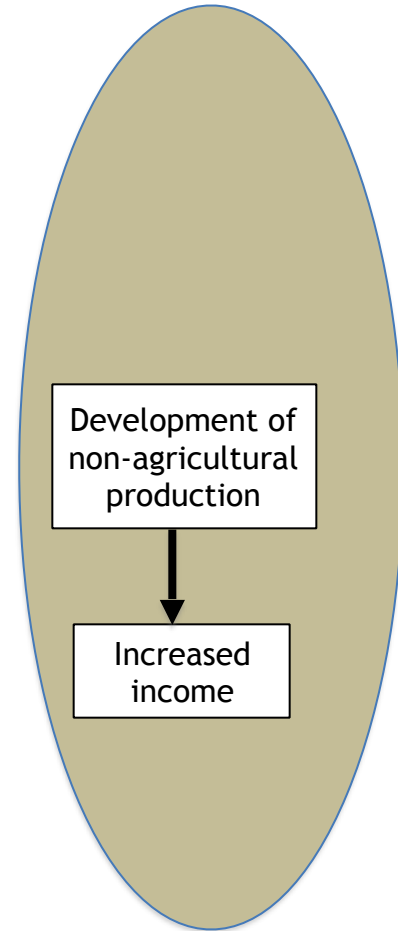 Development of
non-agricultural
production
Increased
income